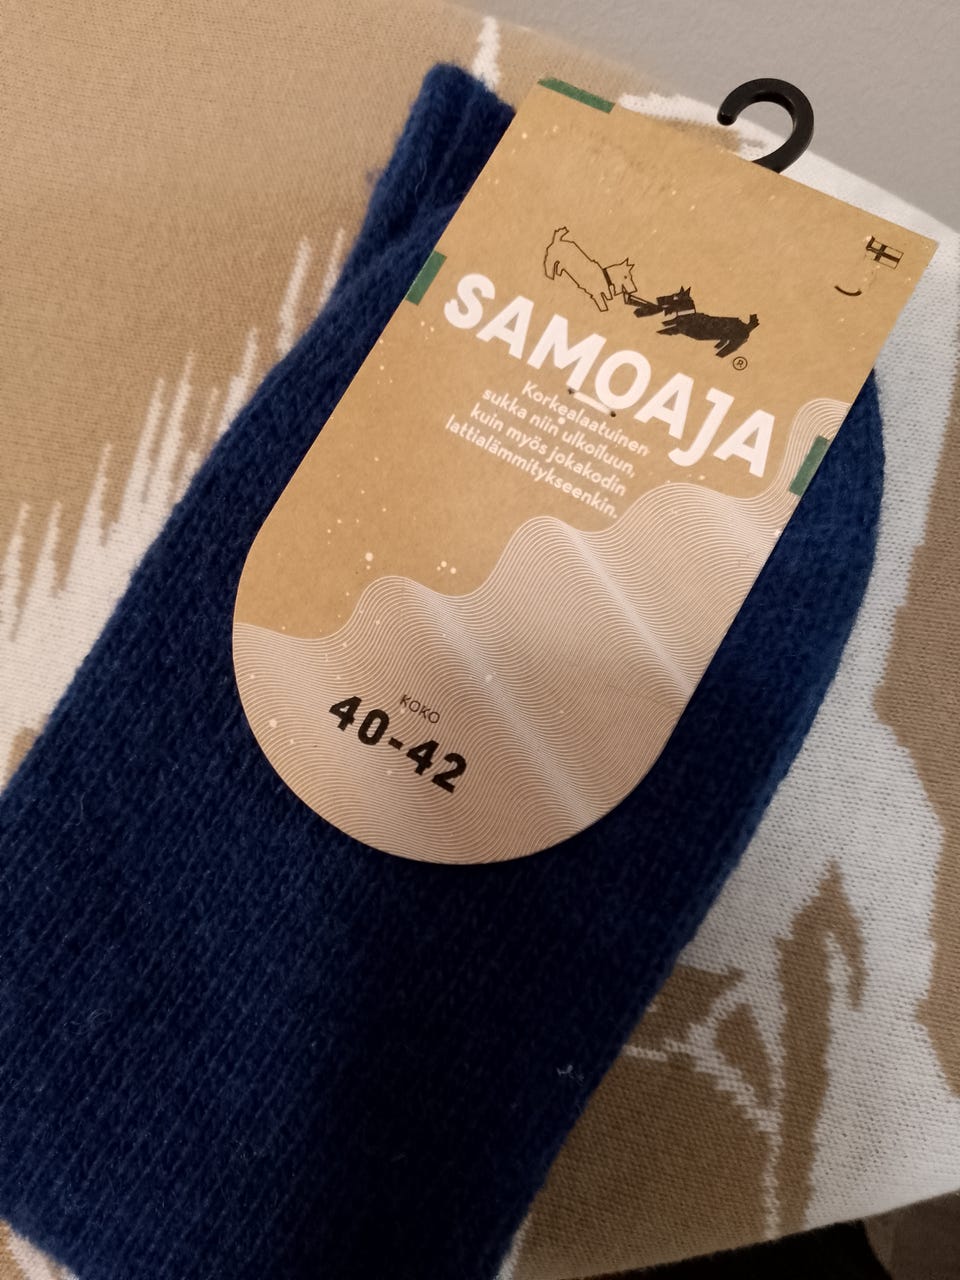 SAMOAJA
®
Korkealaatuinen
sukka niin ulkoiluun,
kuin myös jokakodin
lattialämmitykseenkin.
KOKO
40-42